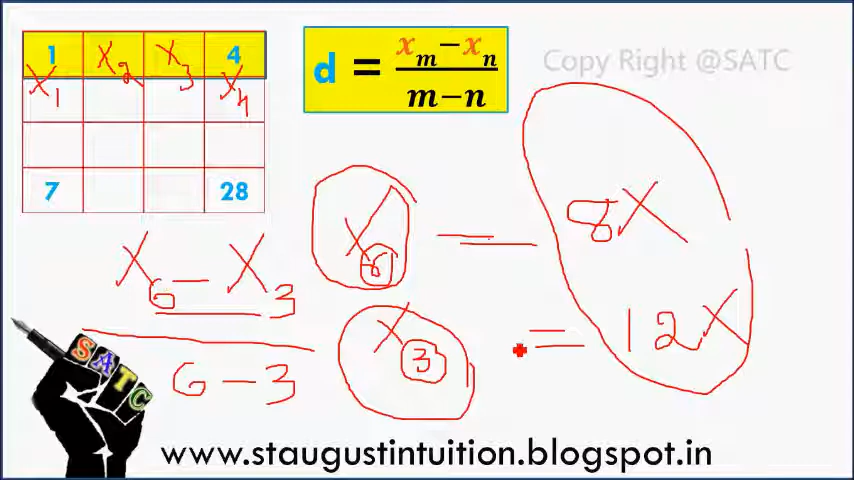 1 X2 X3 4
X1 X4
7 28
d = xm − xn / m − n
Copy Right @SATC
X6 − X3
6 − 3
X6 = 8X
X3 = 12X
SATC
www.staugustintuition.blogspot.in